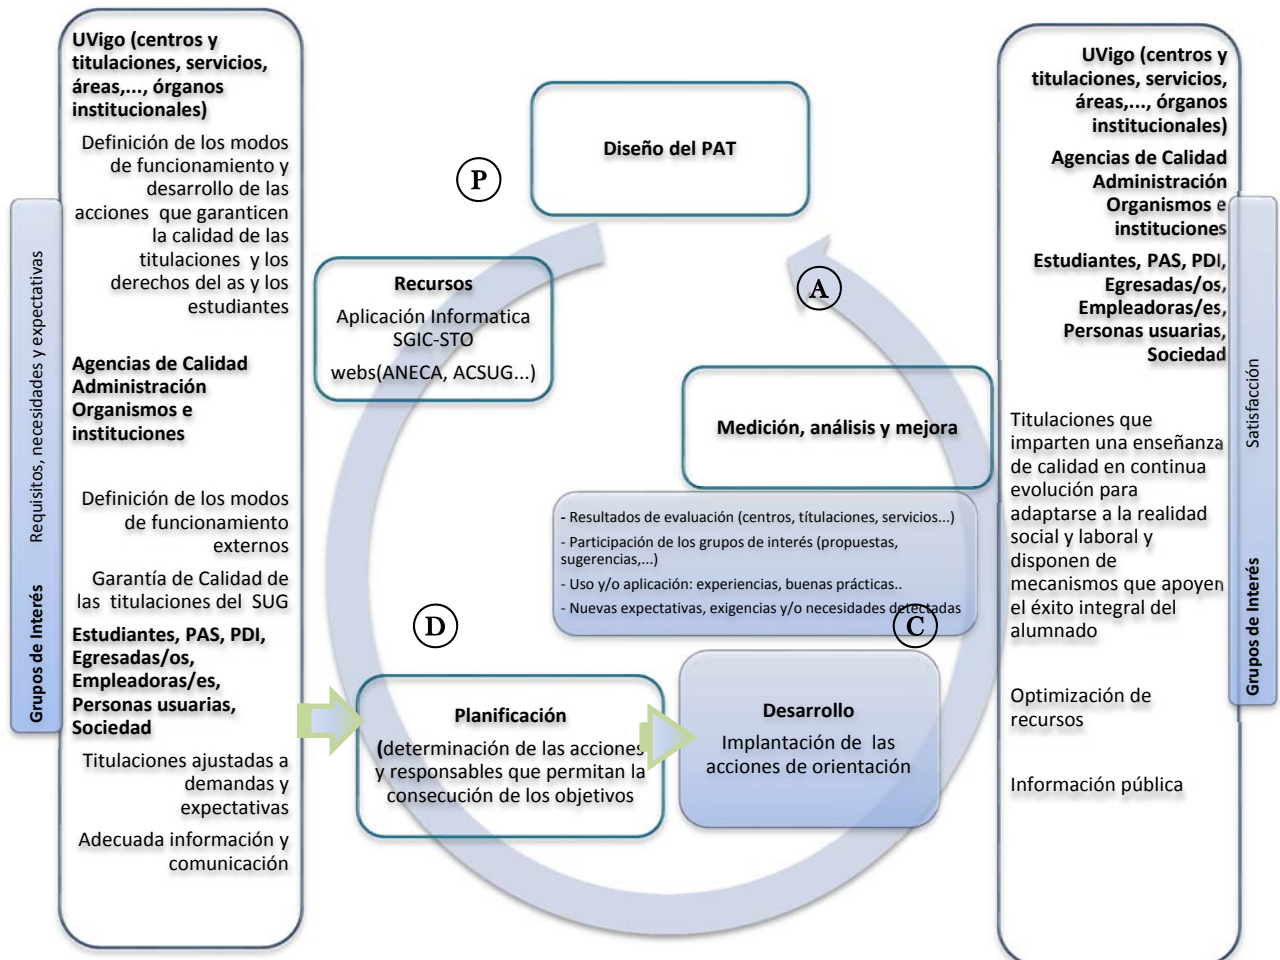 Requisitos, necesidades y expectativas
Grupos de Interés
UVigo (centros y
titulaciones, servicios,
áreas,..., órganos
institucionales)
Definición de los modos
de funcionamiento y
desarrollo de las
acciones que garanticen
la calidad de las
titulaciones y los
derechos del as y los
estudiantes
Agencias de Calidad
Administración
Organismos e
instituciones
Definición de los modos
de funcionamiento
externos
Garantía de Calidad de
las titulaciones del SUG
Estudiantes, PAS, PDI,
Egresadas/os,
Empleadoras/es,
Personas usuarias,
Sociedad
Titulaciones ajustadas a
demandas y
expectativas
Adecuada información y
comunicación
Diseño del PAT
P
Recursos
Aplicación Informatica
SGIC-STO
webs(ANECA, ACSUG...)
A
Medición, análisis y mejora
- Resultados de evaluación (centros, títulaciones, servicios...)
- Participación de los grupos de interés (propuestas,
sugerencias,...)
- Uso y/o aplicación: experiencias, buenas prácticas..
- Nuevas expectativas, exigencias y/o necesidades detectadas
D
C
Planificación
(determinación de las acciones
y responsables que permitan la
consecución de los objetivos
Desarrollo
Implantación de las
acciones de orientación
UVigo (centros y
titulaciones, servicios,
áreas,..., órganos
institucionales)
Agencias de Calidad
Administración
Organismos e
instituciones
Estudiantes, PAS, PDI,
Egresadas/os,
Empleadoras/es,
Personas usuarias,
Sociedad
Titulaciones que
imparten una enseñanza
de calidad en continua
evolución para
adaptarse a la realidad
social y laboral y
disponen de
mecanismos que apoyen
el éxito integral del
alumnado
Optimización de
recursos
Información pública
Satisfacción
Grupos de Interés